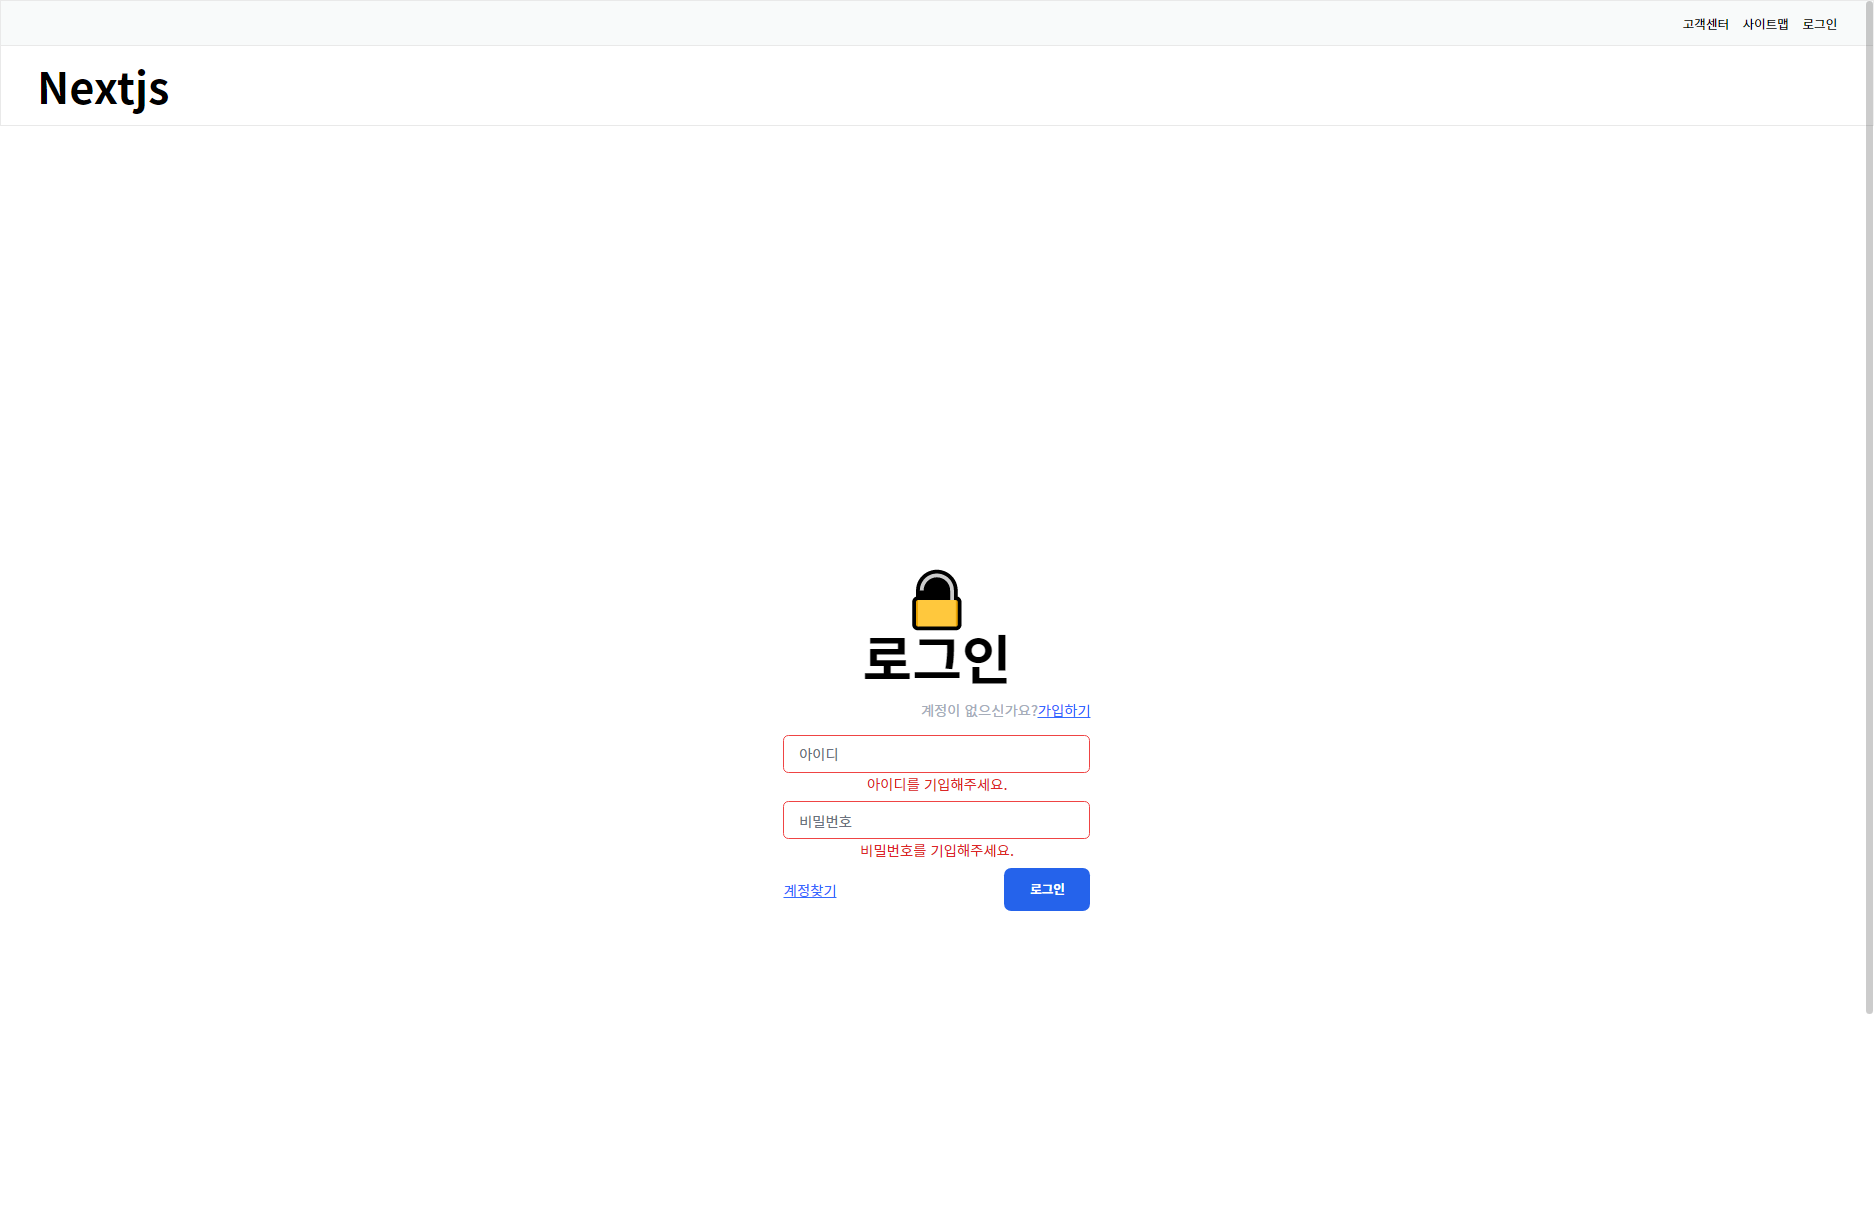 고객센터 사이트맵 로그인
Nextjs
로그인
계정이 없으신가요?가입하기
아이디
아이디를 기입해주세요.
비밀번호
비밀번호를 기입해주세요.
계정찾기 로그인